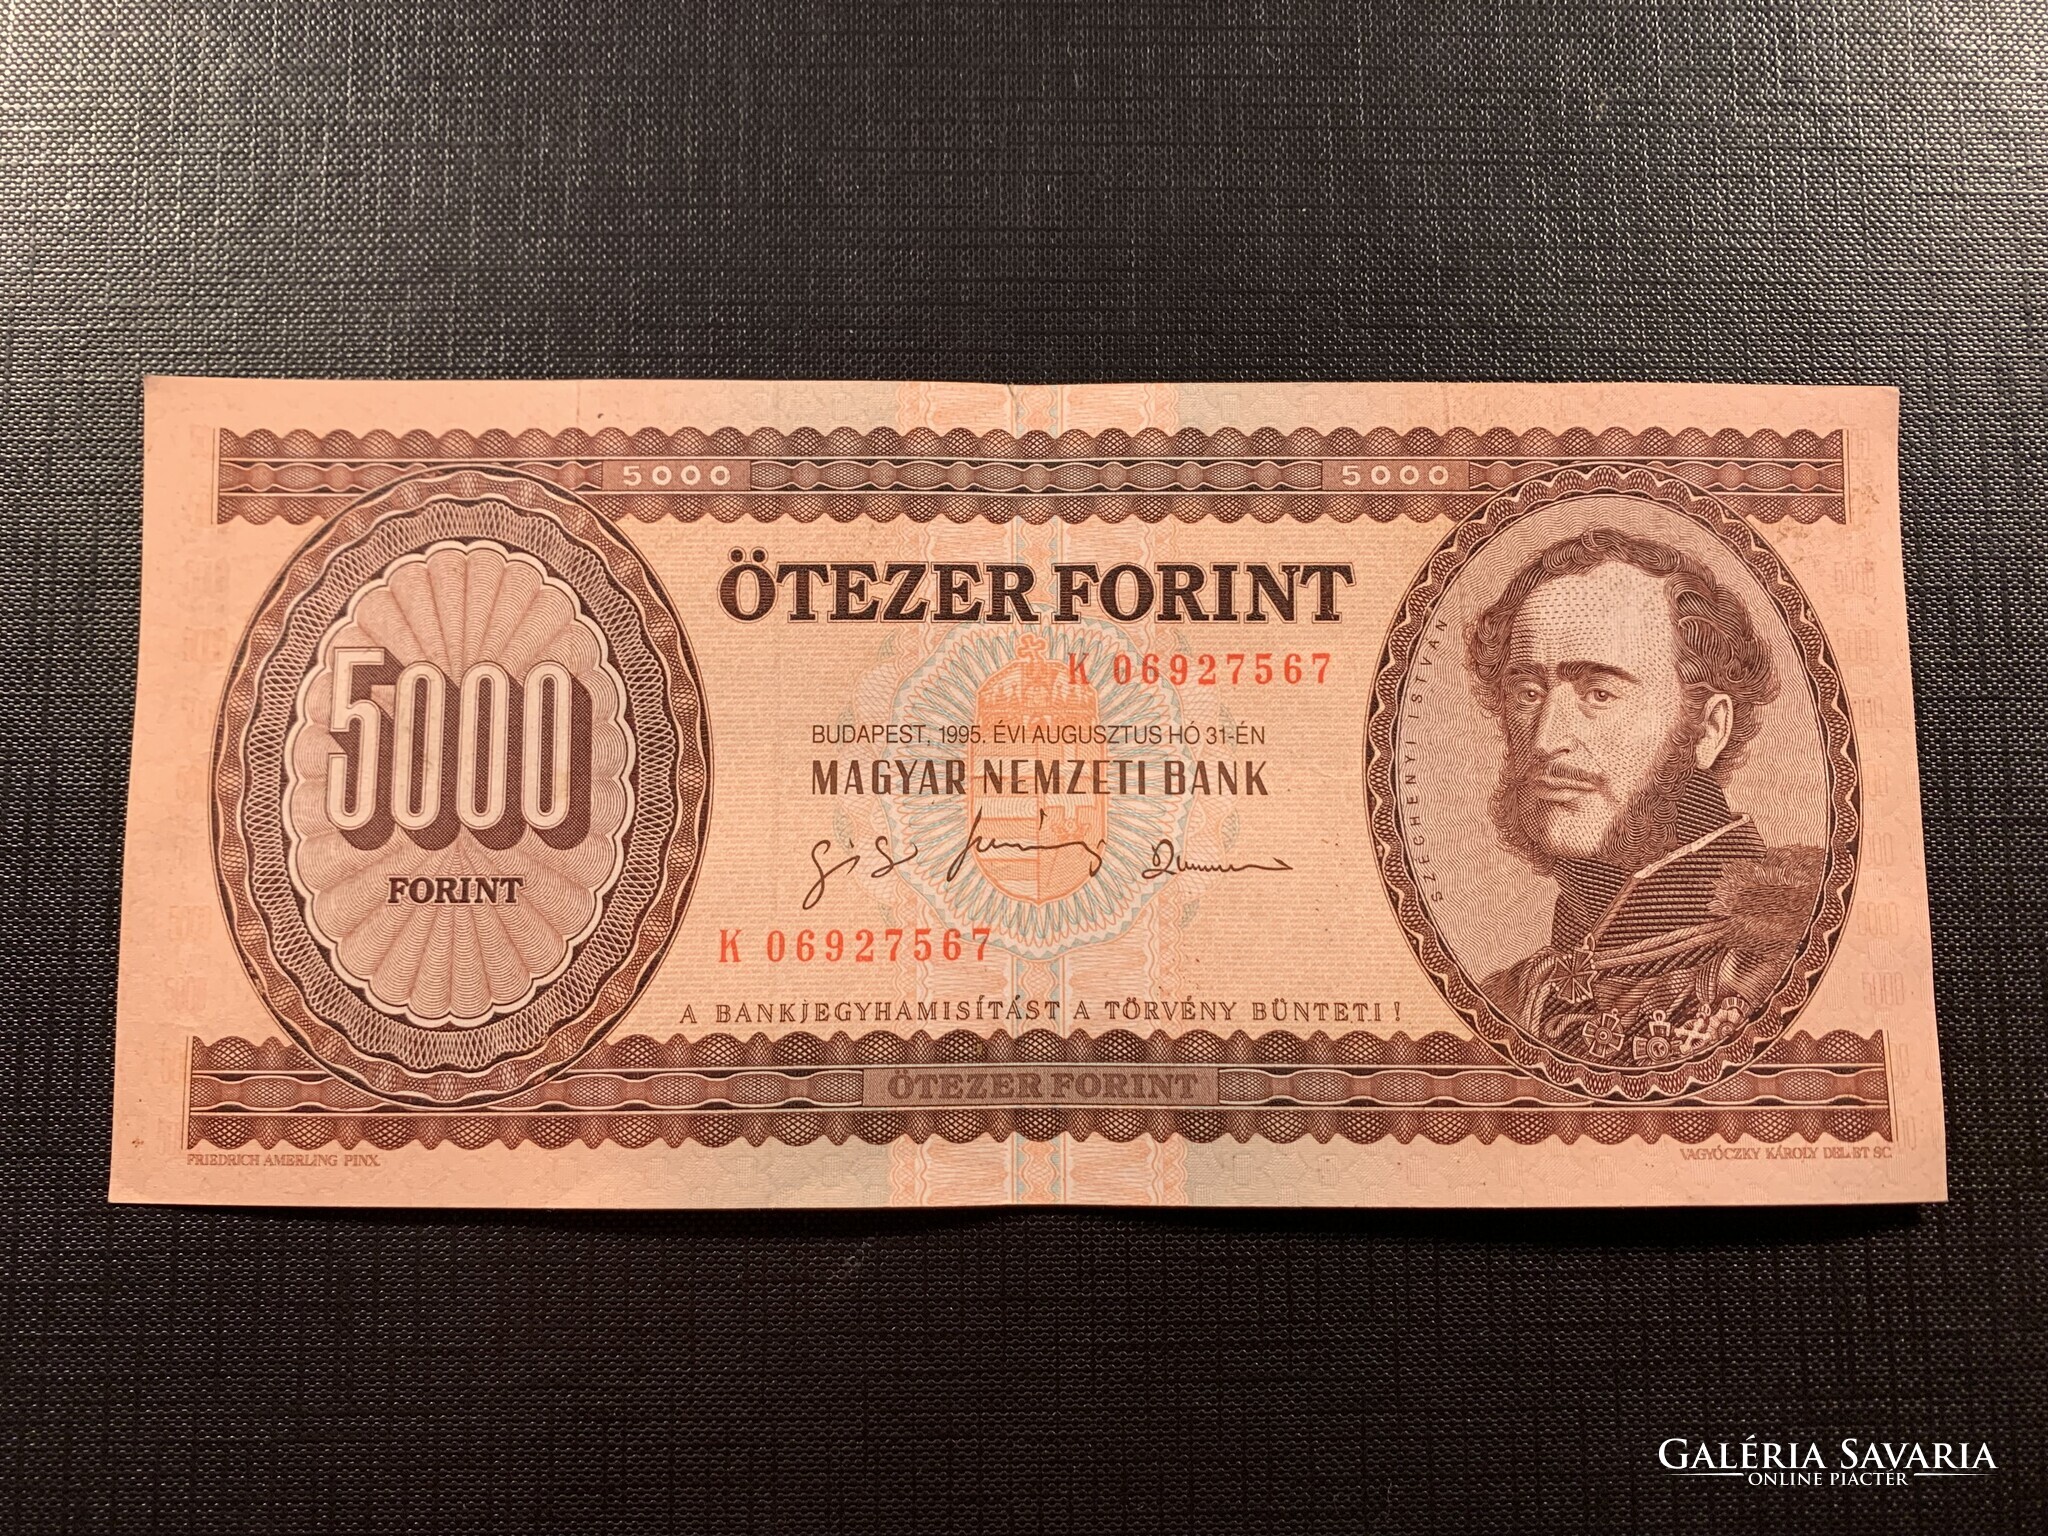 5000 5000
ÖTEZER FORINT
K 06927567
SZÉCHENYI ISTVÁN
BUDAPEST, 1995. ÉVI AUGUSZTUS HÓ 31-ÉN
MAGYAR NEMZETI BANK
5000
FORINT
K 06927567
A BANKJEGYHAMISÍTÁST A TÖRVÉNY BÜNTETI!
ÖTEZER FORINT
FRIEDRICH AMERLING PINX.
VAGYÓCZKY KÁROLY DEL.ET SC.
GALÉRIA SAVARIA
ONLINE PIACTÉR